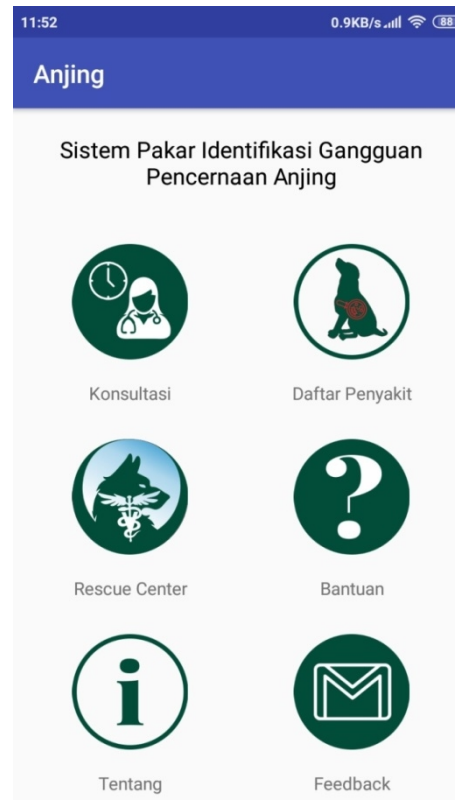 11:52 0.9KB/s 88
Anjing
Sistem Pakar Identifikasi Gangguan
Pencernaan Anjing
Konsultasi Daftar Penyakit
Rescue Center Bantuan
Tentang Feedback